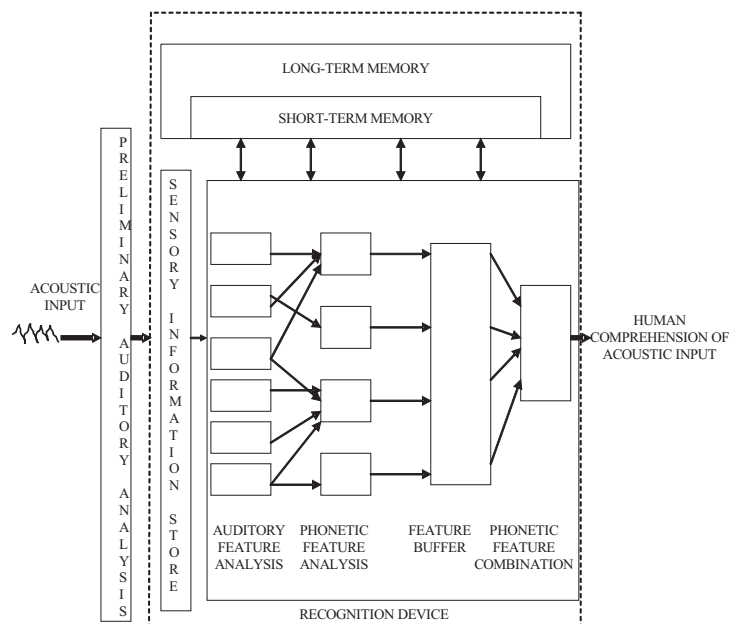 LONG-TERM MEMORY
SHORT-TERM MEMORY
PRELIMINARY AUDITORY ANALYSIS
SENSORY INFORMATION STORE
ACOUSTIC
INPUT
HUMAN
COMPREHENSION OF
ACOUSTIC INPUT
AUDITORY
FEATURE
ANALYSIS
PHONETIC
FEATURE
ANALYSIS
FEATURE
BUFFER
PHONETIC
FEATURE
COMBINATION
RECOGNITION DEVICE